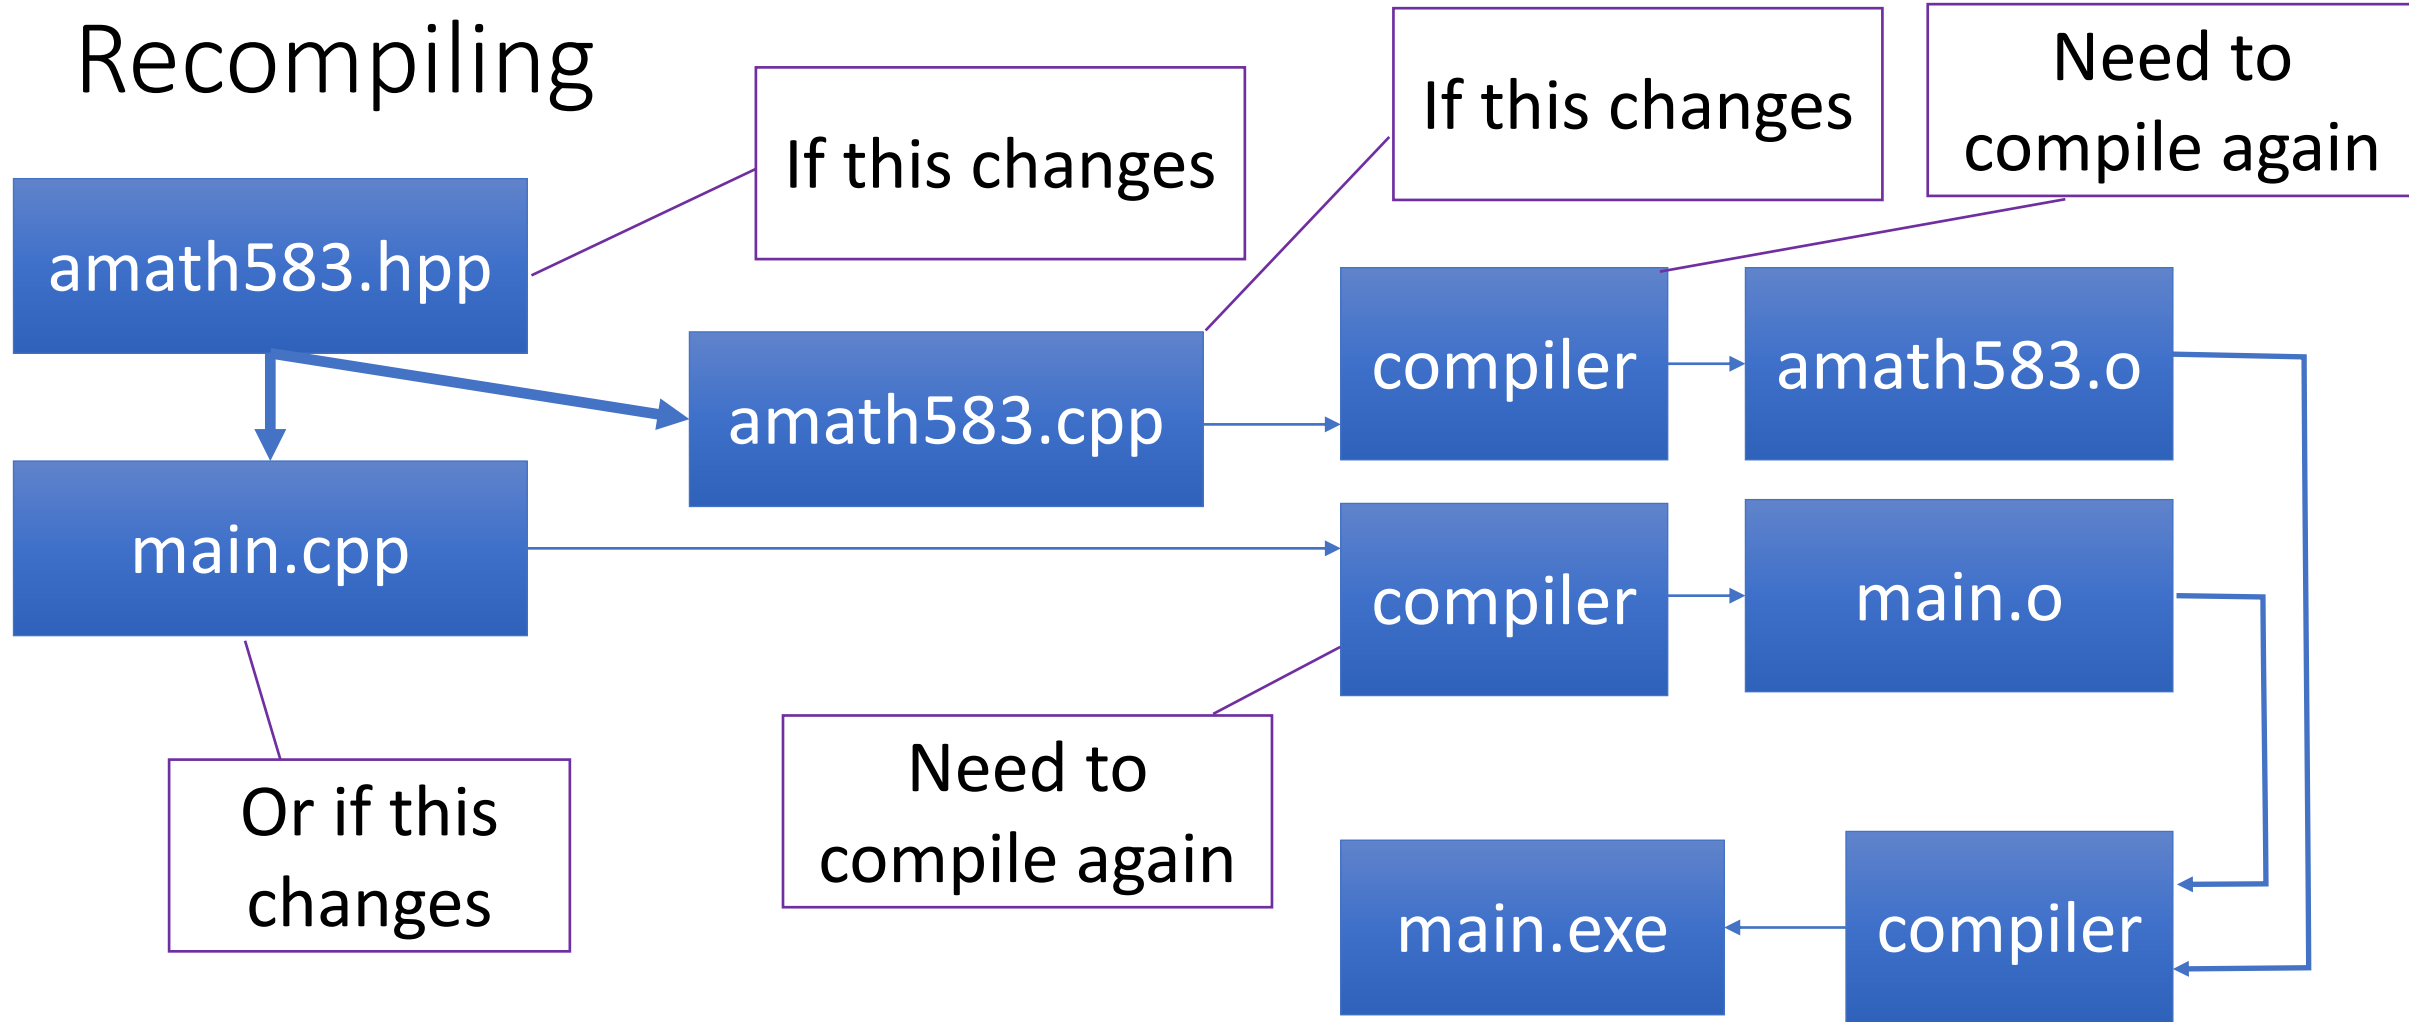 Recompiling
If this changes
If this changes
Need to
compile again
amath583.hpp
amath583.cpp
compiler
amath583.o
main.cpp
compiler
main.o
Or if this
changes
Need to
compile again
main.exe
compiler